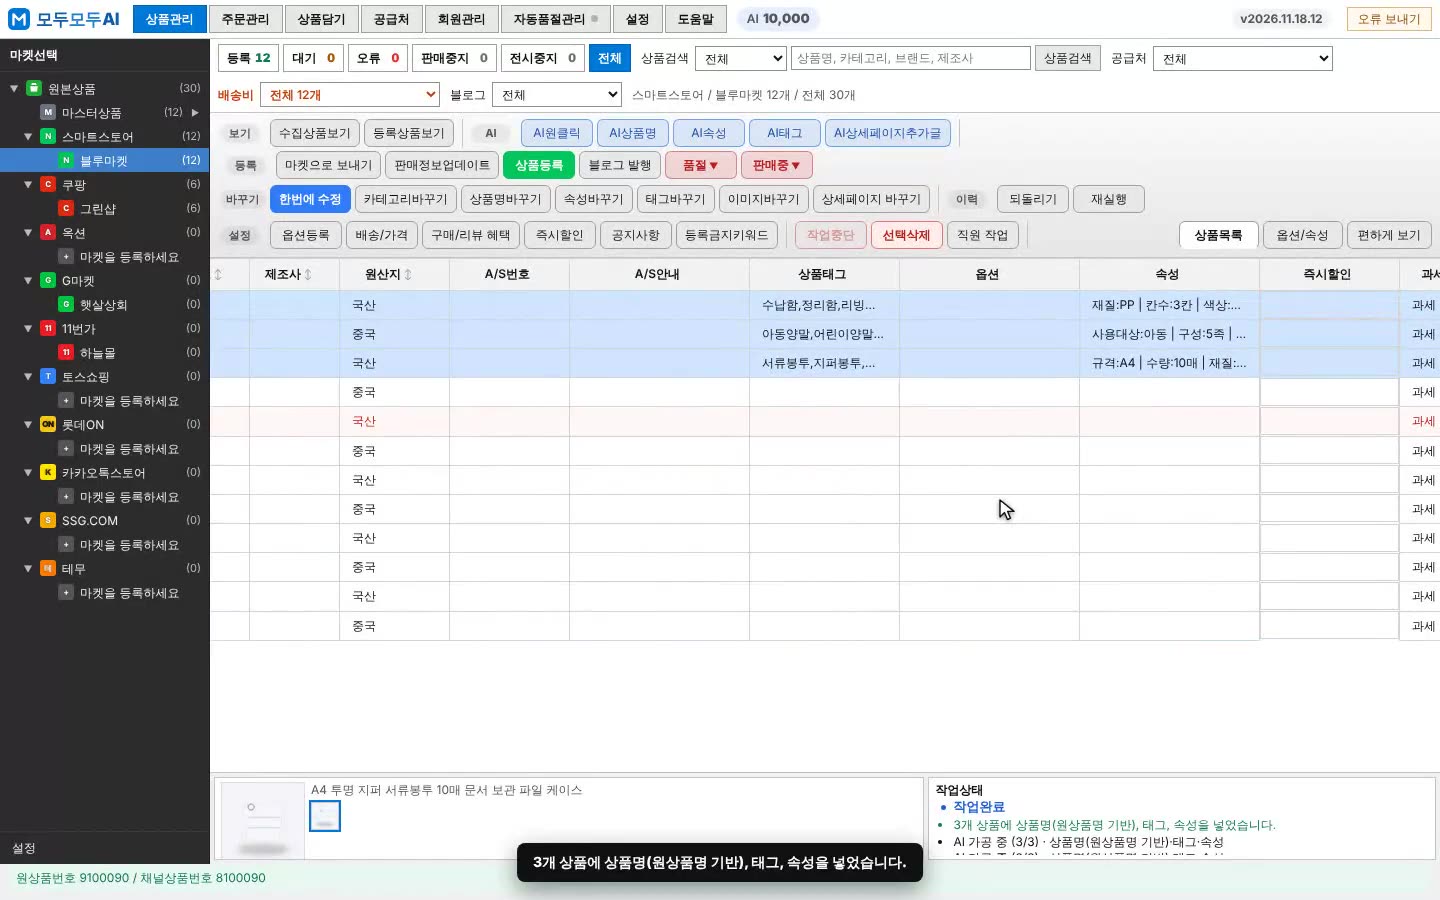 모두모두AI 상품관리 주문관리 상품담기 공급처 회원관리 자동품절관리 설정 도움말 AI 10,000 v2026.11.18.12 오류 보내기
마켓선택
원본상품 (30)
마스터상품 (12)
스마트스토어 (12)
블루마켓 (12)
쿠팡 (6)
그린샵 (6)
옥션 (0)
마켓을 등록하세요 (0)
G마켓 (0)
햇살상회 (0)
11번가 (0)
하늘몰 (0)
토스쇼핑 (0)
마켓을 등록하세요 (0)
롯데ON (0)
마켓을 등록하세요 (0)
카카오톡스토어 (0)
마켓을 등록하세요 (0)
SSG.COM (0)
마켓을 등록하세요 (0)
테무 (0)
마켓을 등록하세요 (0)
설정
등록 12 대기 0 오류 0 판매중지 0 전시중지 0 전체 상품검색 전체 상품명, 카테고리, 브랜드, 제조사 상품검색 공급처 전체
배송비 전체 12개 블로그 전체 스마트스토어 / 블루마켓 12개 / 전체 30개
보기 수집상품보기 등록상품보기 AI AI원클릭 AI상품명 AI속성 AI태그 AI상세페이지추가글
등록 마켓으로 보내기 판매정보업데이트 상품등록 블로그 발행 품절▼ 판매중▼
바꾸기 한번에 수정 카테고리바꾸기 상품명바꾸기 속성바꾸기 태그바꾸기 이미지바꾸기 상세페이지 바꾸기 이력 되돌리기 재실행
설정 옵션등록 배송/가격 구매/리뷰 혜택 즉시할인 공지사항 등록금지키워드 작업중단 선택삭제 직원 작업 상품목록 옵션/속성 편하게 보기
제조사 원산지 A/S번호 A/S안내 상품태그 옵션 속성 즉시할인 과세
국산 수납함,정리함,리빙... 재질:PP | 칸수:3칸 | 색상:... 과세
중국 아동양말,어린이양말... 사용대상:아동 | 구성:5족 | ... 과세
국산 서류봉투,지퍼봉투,... 규격:A4 | 수량:10매 | 재질:... 과세
중국 과세
국산 과세
중국 과세
국산 과세
중국 과세
국산 과세
중국 과세
국산 과세
중국 과세
A4 투명 지퍼 서류봉투 10매 문서 보관 파일 케이스
작업상태
작업완료
3개 상품에 상품명(원상품명 기반), 태그, 속성을 넣었습니다.
AI 가공 중 (3/3) · 상품명(원상품명 기반)·태그·속성
3개 상품에 상품명(원상품명 기반), 태그, 속성을 넣었습니다.
원상품번호 9100090 / 채널상품번호 8100090